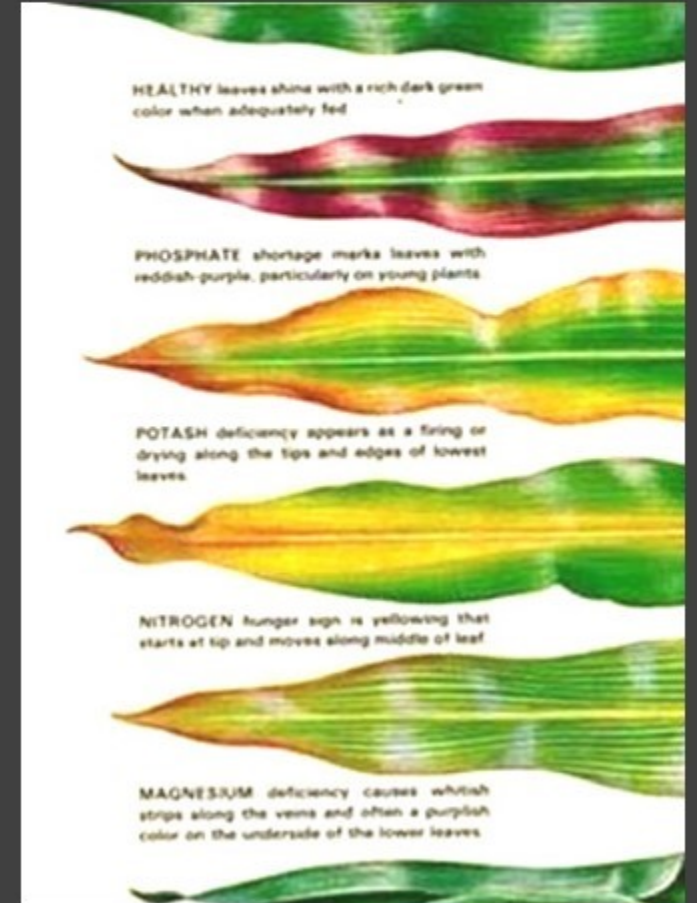 HEALTHY leaves shine with a rich dark green
color when adequately fed
PHOSPHATE shortage marks leaves with
reddish-purple, particularly on young plants
POTASH deficiency appears as a firing or
drying along the tips and edges of lowest
leaves
NITROGEN hunger sign is yellowing that
starts at tip and moves along middle of leaf
MAGNESIUM deficiency causes whitish
strips along the veins and often a purplish
color on the underside of the lower leaves